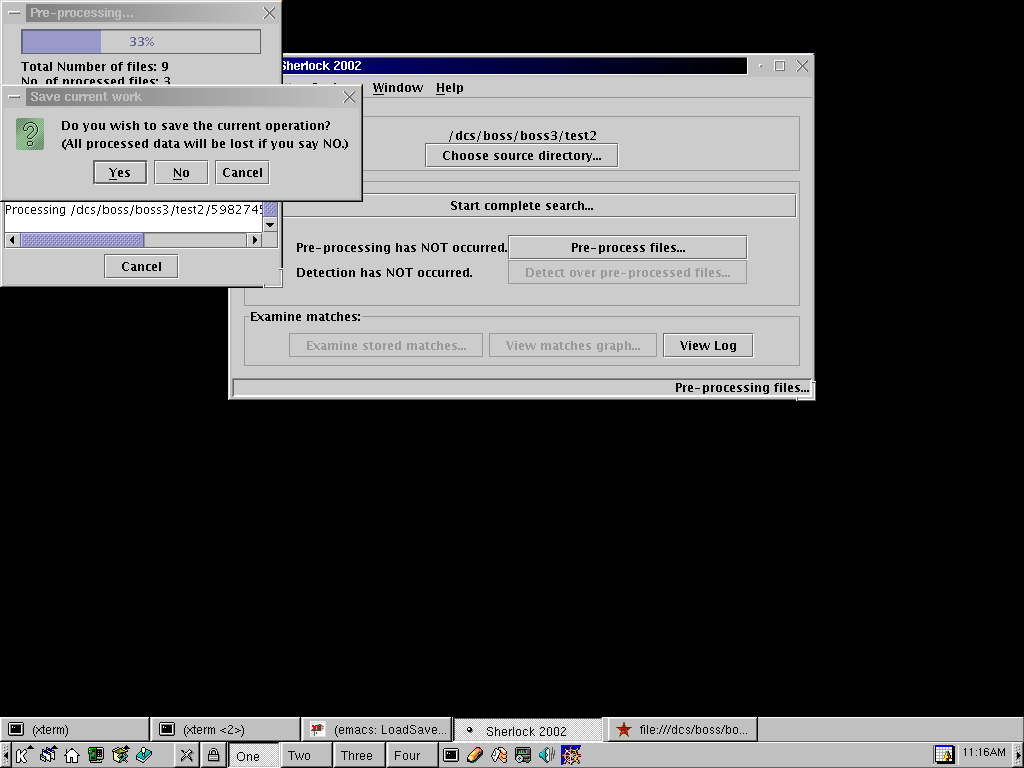 Pre-processing...
33%
Total Number of files: 9
No. of processed files: 3
Save current work
Do you wish to save the current operation?
(All processed data will be lost if you say NO.)
Yes No Cancel
Processing /dcs/boss/boss3/test2/598274
Cancel
Sherlock 2002
Window Help
/dcs/boss/boss3/test2
Choose source directory...
Start complete search...
Pre-processing has NOT occurred. Pre-process files...
Detection has NOT occurred. Detect over pre-processed files...
Examine matches:
Examine stored matches... View matches graph... View Log
Pre-processing files...
(xterm) (xterm <2>) (emacs: LoadSave... Sherlock 2002 file:///dcs/boss/bo...
One Two Three Four 11:16AM